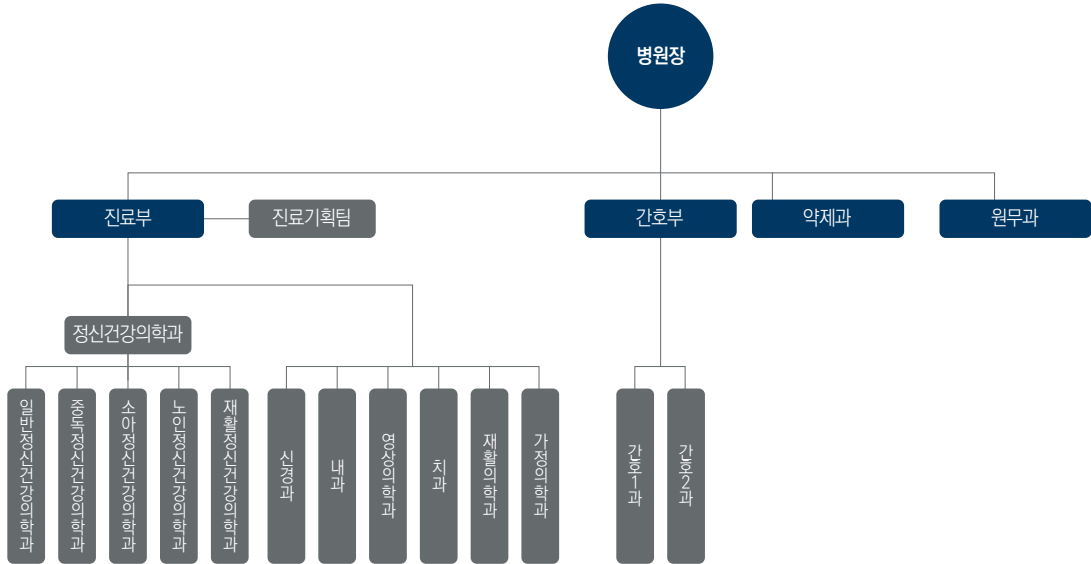 병원장
진료부
진료기획팀
간호부
약제과
원무과
정신건강의학과
일반정신건강의학과
중독정신건강의학과
소아정신건강의학과
노인정신건강의학과
재활정신건강의학과
신경과
내과
영상의학과
치과
재활의학과
가정의학과
간호1과
간호2과